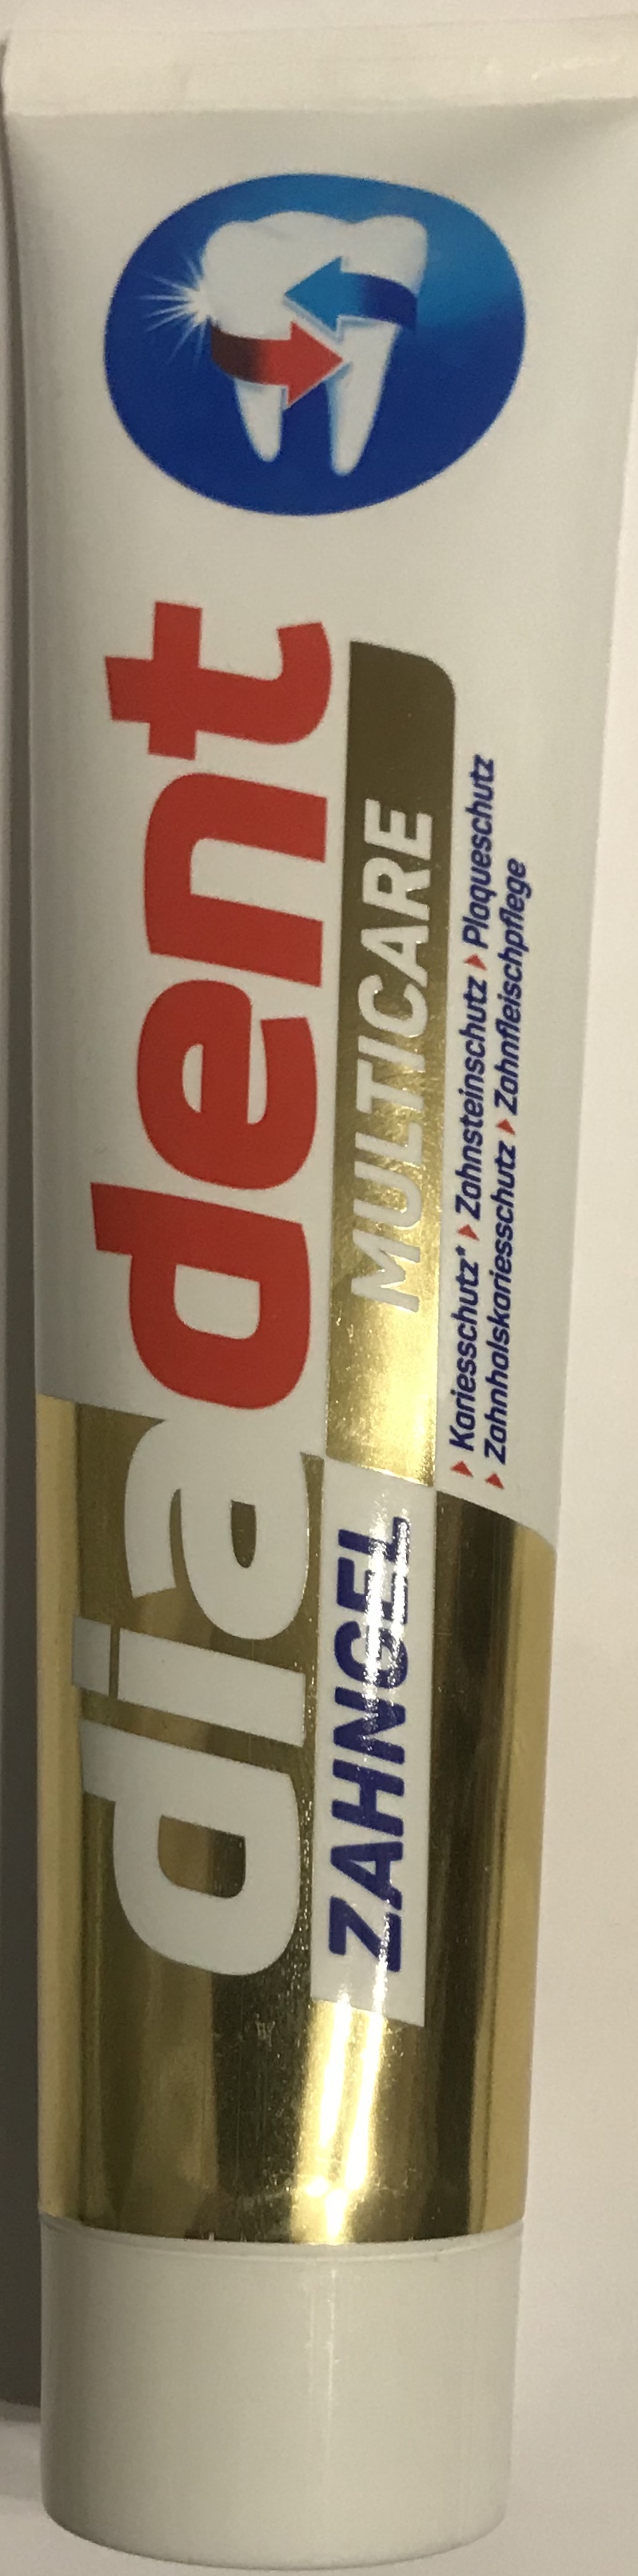 diadent
ZAHNGEL MULTICARE
Kariesschutz* Zahnsteinschutz Plaqueschutz
Zahnhalskariesschutz Zahnfleischpflege